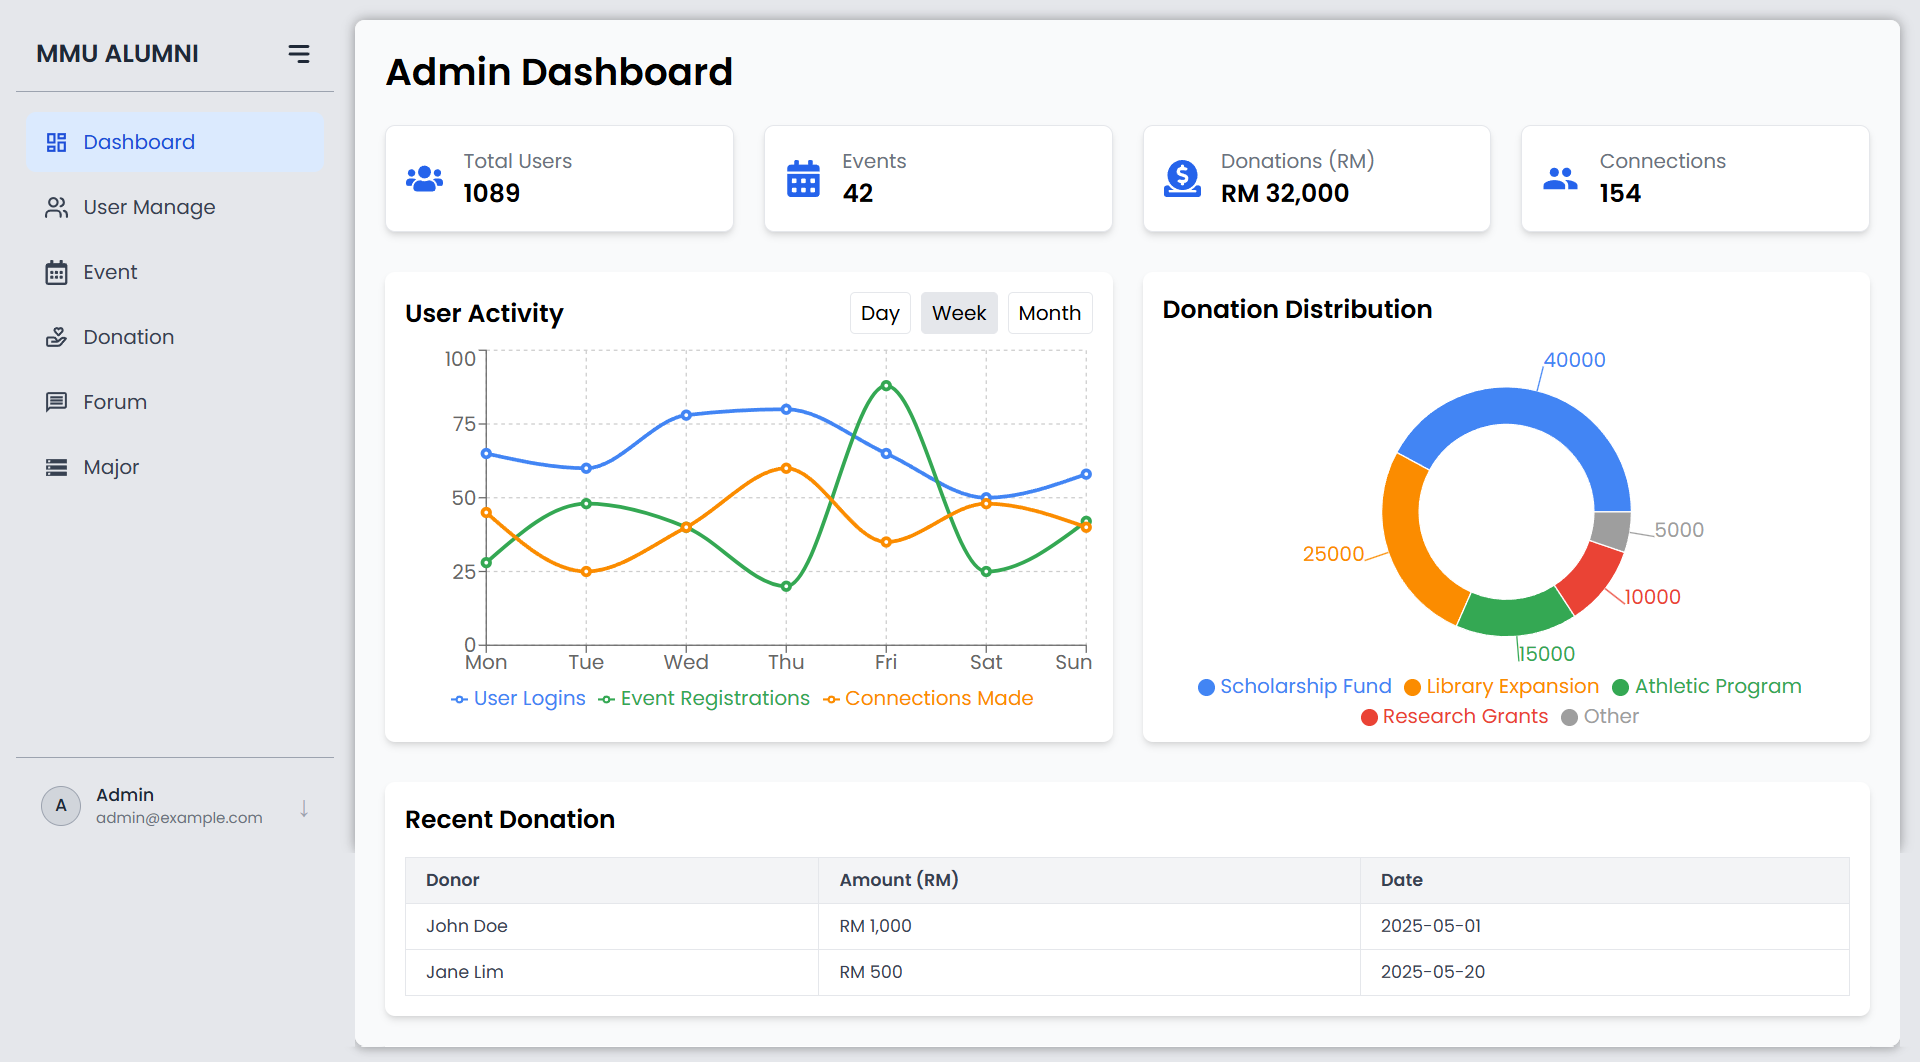 MMU ALUMNI
Dashboard
User Manage
Event
Donation
Forum
Major
A
Admin
admin@example.com
Admin Dashboard
Total Users
1089
Events
42
Donations (RM)
RM 32,000
Connections
154
User Activity
Day Week Month
100
75
50
25
0
Mon Tue Wed Thu Fri Sat Sun
User Logins Event Registrations Connections Made
Donation Distribution
40000
5000
25000
10000
15000
Scholarship Fund Library Expansion Athletic Program
Research Grants Other
Recent Donation
Donor Amount (RM) Date
John Doe RM 1,000 2025-05-01
Jane Lim RM 500 2025-05-20